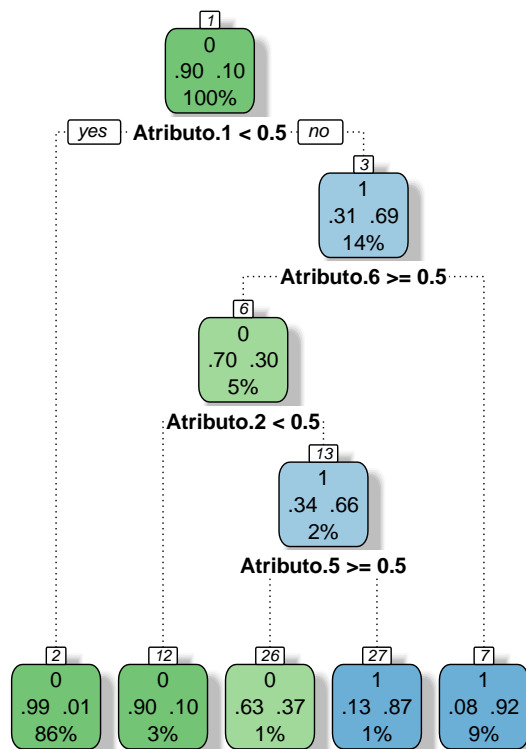 1
0
.90 .10
100%
yes Atributo.1 < 0.5 no
3
1
.31 .69
14%
Atributo.6 >= 0.5
6
0
.70 .30
5%
Atributo.2 < 0.5
13
1
.34 .66
2%
Atributo.5 >= 0.5
2 12 26 27 7
0 0 0 1 1
.99 .01 .90 .10 .63 .37 .13 .87 .08 .92
86% 3% 1% 1% 9%